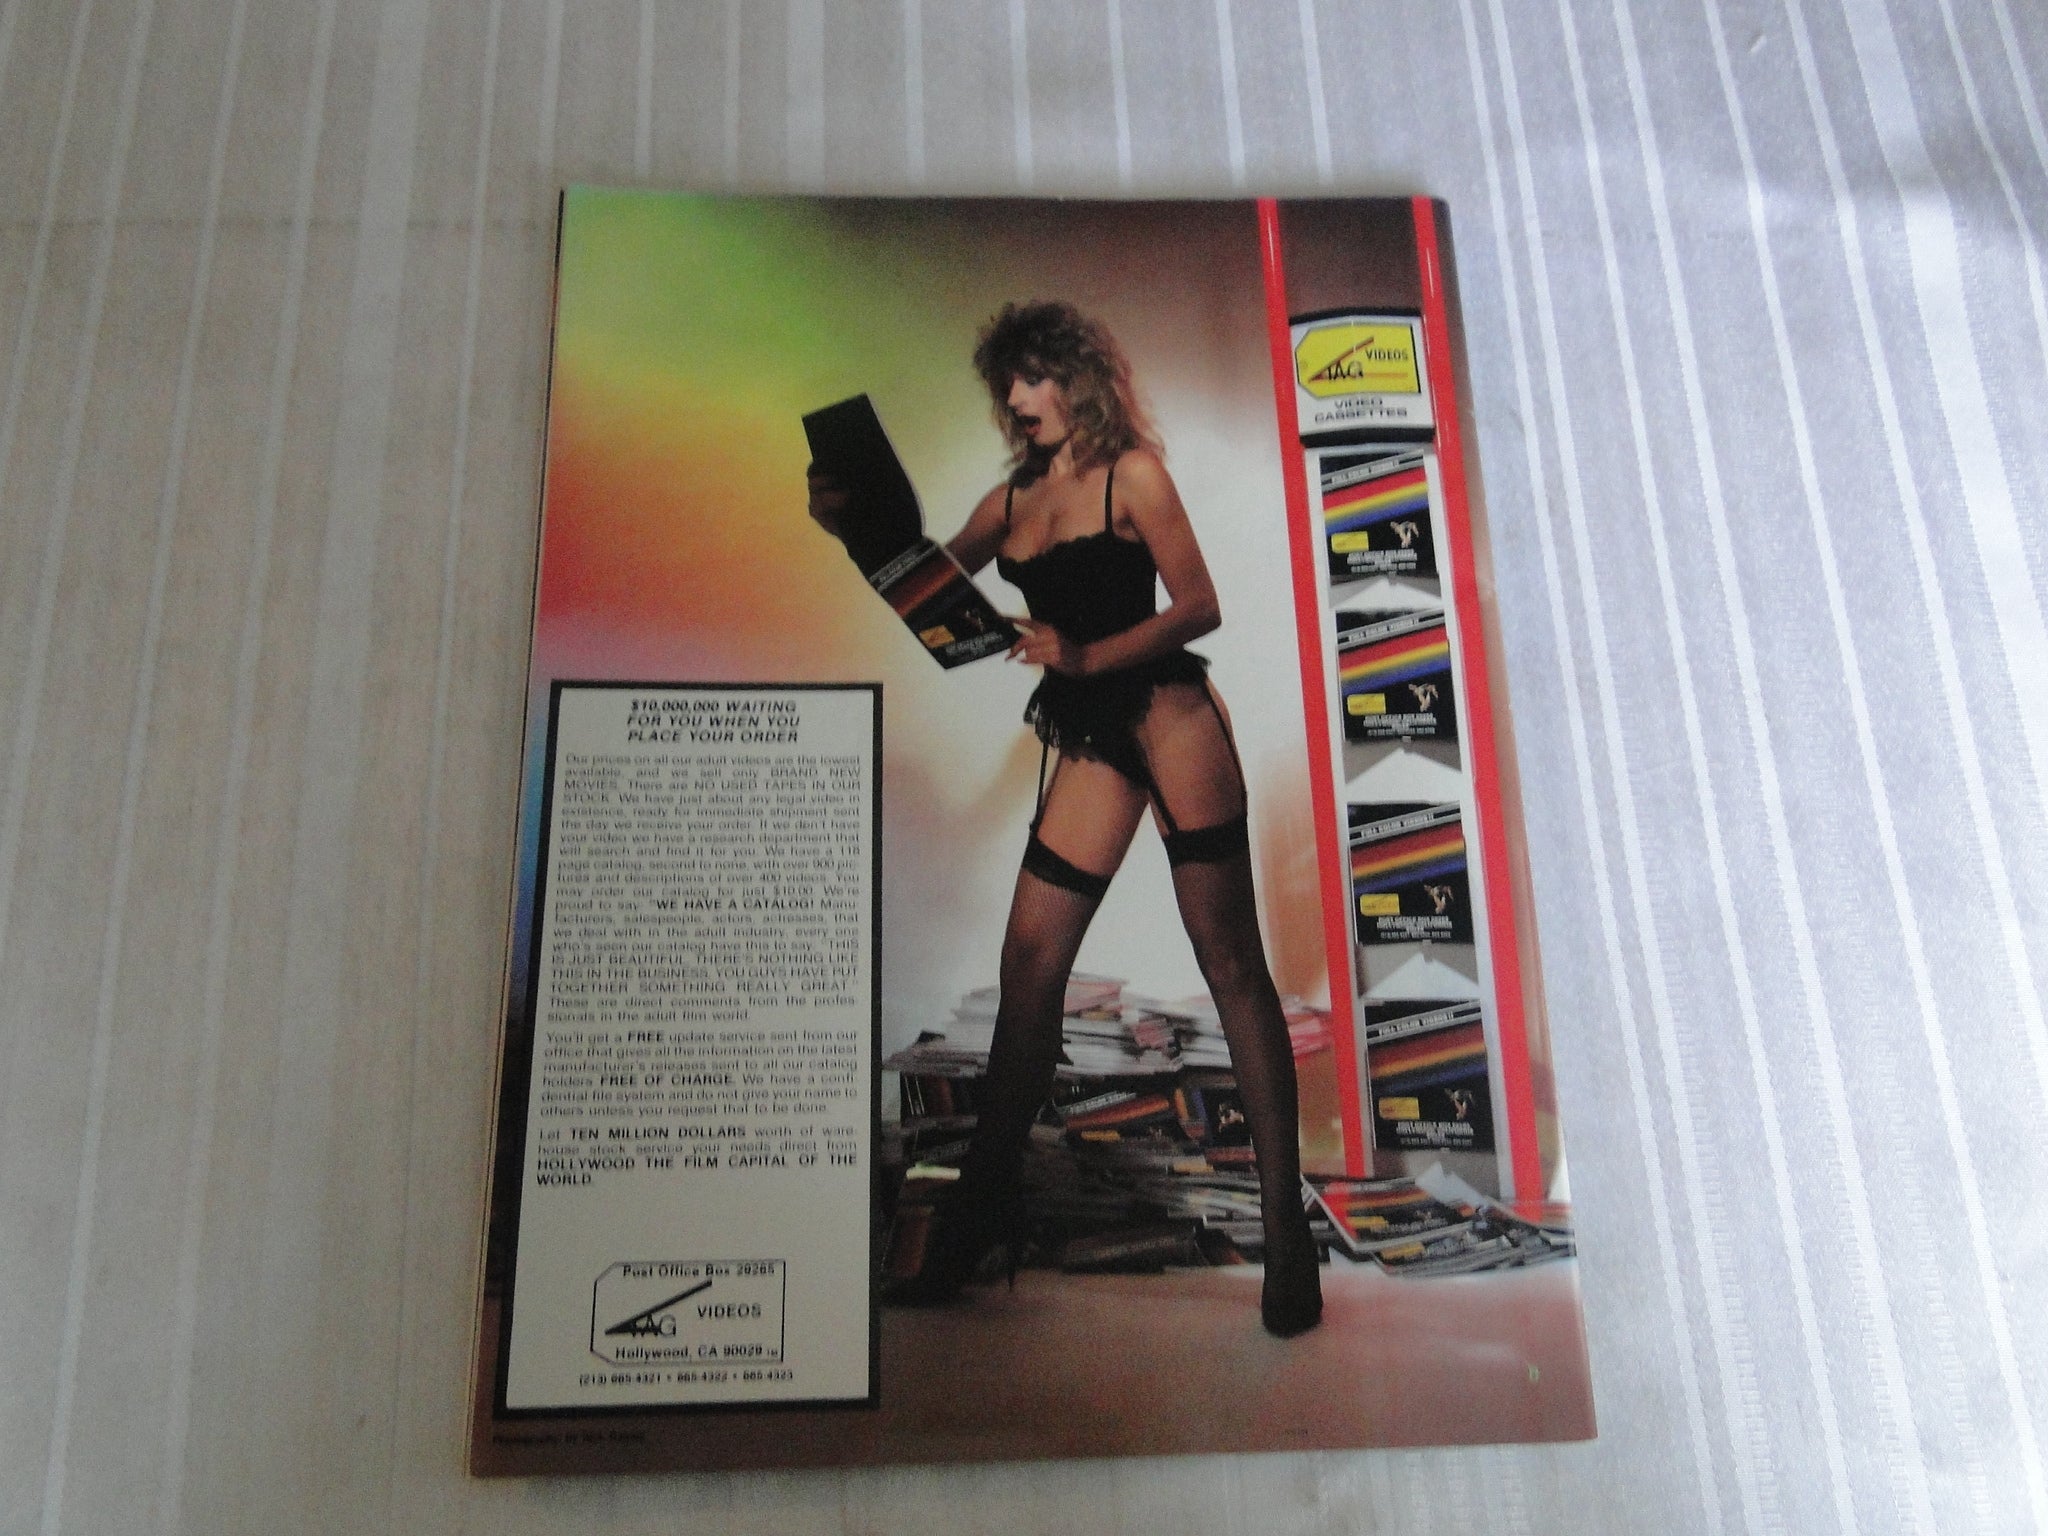 $10,000,000 WAITING
FOR YOU WHEN YOU
PLACE YOUR ORDER
Our prices on all our adult videos are the lowest
available, and we sell only BRAND NEW
MOVIES. There are NO USED TAPES IN OUR
STOCK. We have just about any legal video in
existence, ready for immediate shipment sent
the day we receive your order. If we don't have
your video we have a research department that
will search and find it for you. We have a 118
page catalog, second to none, with over 900 pic-
tures and descriptions of over 400 videos. You
may order our catalog for just $10.00. We're
proud to say "WE HAVE A CATALOG! Manu-
facturers, salespeople, actors, actresses, that
we deal with in the adult industry, every one
who's seen our catalog have this to say, "THIS
IS JUST BEAUTIFUL. THERE'S NOTHING LIKE
THIS IN THE BUSINESS. YOU GUYS HAVE PUT
TOGETHER SOMETHING REALLY GREAT."
These are direct comments from the profes-
sionals in the adult film world.
You'll get a FREE update service sent from our
office that gives all the information on the latest
manufacturer's releases sent to all our catalog
holders FREE OF CHARGE. We have a confi-
dential file system and do not give your name to
others unless you request that to be done.
Let TEN MILLION DOLLARS worth of ware-
house stock service your needs direct from
HOLLYWOOD THE FILM CAPITAL OF THE
WORLD.
Post Office Box 29265
TAG VIDEOS
Hollywood, CA 90029 TM
(213) 665-4321 • 665-4322 • 665-4323
Photography by
VIDEOS
TAG
VIDEO
CASSETTES